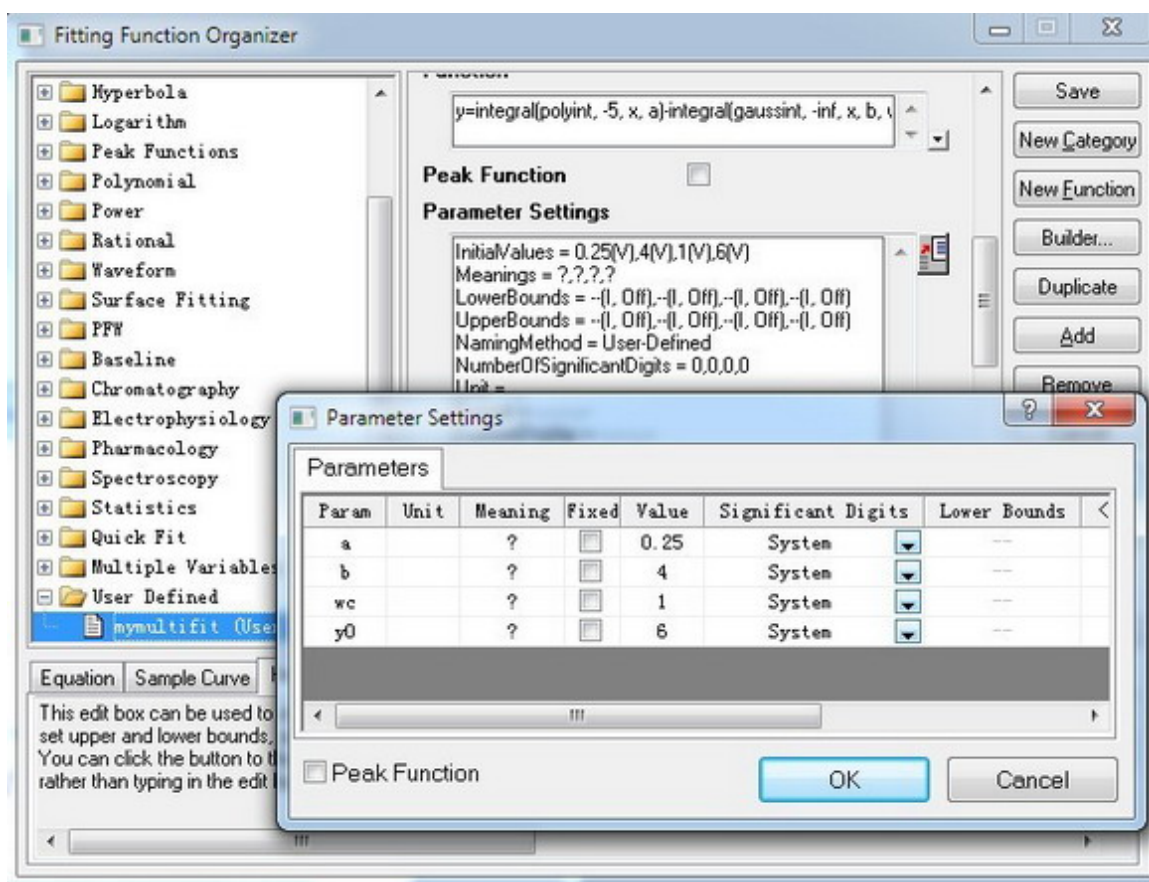 Fitting Function Organizer
Hyperbola
Logarithm
Peak Functions
Polynomial
Power
Rational
Waveform
Surface Fitting
PFW
Baseline
Chromatography
Electrophysiology
Pharmacology
Spectroscopy
Statistics
Quick Fit
Multiple Variables
User Defined
mymultifit (User
Function
y=integral(polyint, -5, x, a)-integral(gaussint, -inf, x, b,
Peak Function
Parameter Settings
InitialValues = 0.25(V),4(V),1(V),6(V)
Meanings = ?,?,?,?
LowerBounds = --(I, Off),--(I, Off),--(I, Off),--(I, Off)
UpperBounds = --(I, Off),--(I, Off),--(I, Off),--(I, Off)
NamingMethod = User-Defined
NumberOfSignificantDigits = 0,0,0,0
Unit =
Save
New Category
New Function
Builder...
Duplicate
Add
Remove
Equation
Sample Curve
This edit box can be used to
set upper and lower bounds,
You can click the button to
rather than typing in the edit
Parameter Settings
Parameters
Param Unit Meaning Fixed Value Significant Digits Lower Bounds
a ? 0.25 System --
b ? 4 System --
wc ? 1 System --
y0 ? 6 System --
Peak Function
OK
Cancel